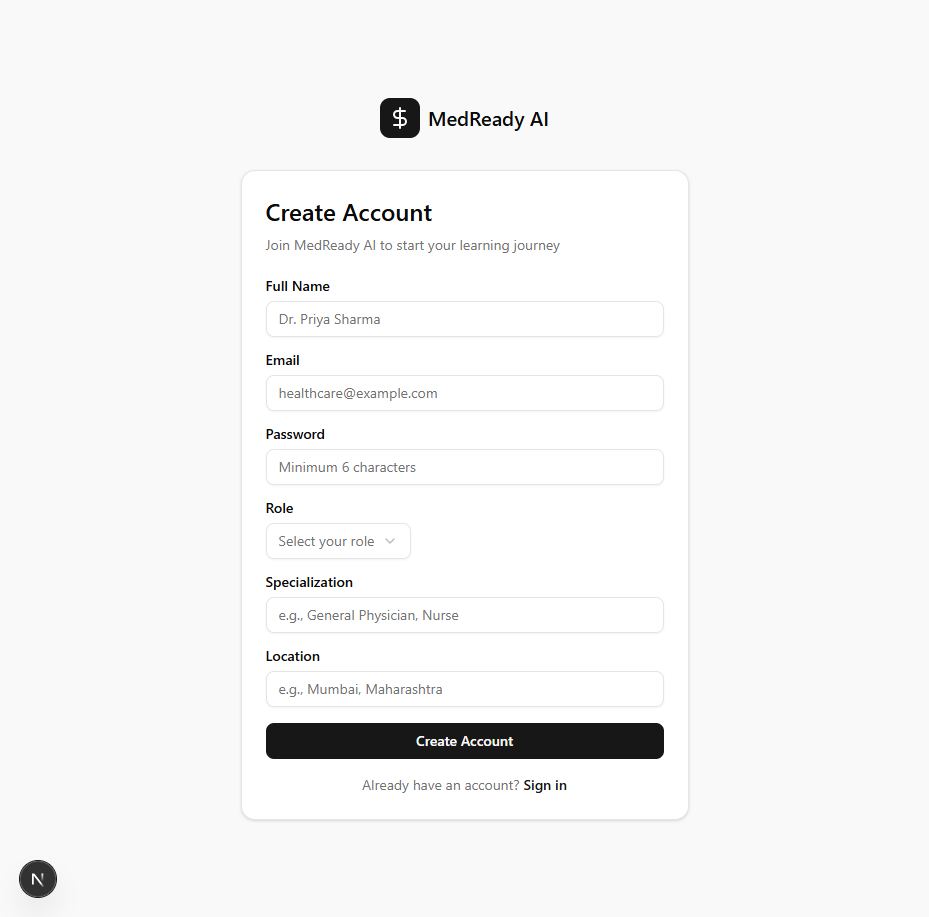 $ MedReady AI
Create Account
Join MedReady AI to start your learning journey
Full Name
Dr. Priya Sharma
Email
healthcare@example.com
Password
Minimum 6 characters
Role
Select your role
Specialization
e.g., General Physician, Nurse
Location
e.g., Mumbai, Maharashtra
Create Account
Already have an account? Sign in
N